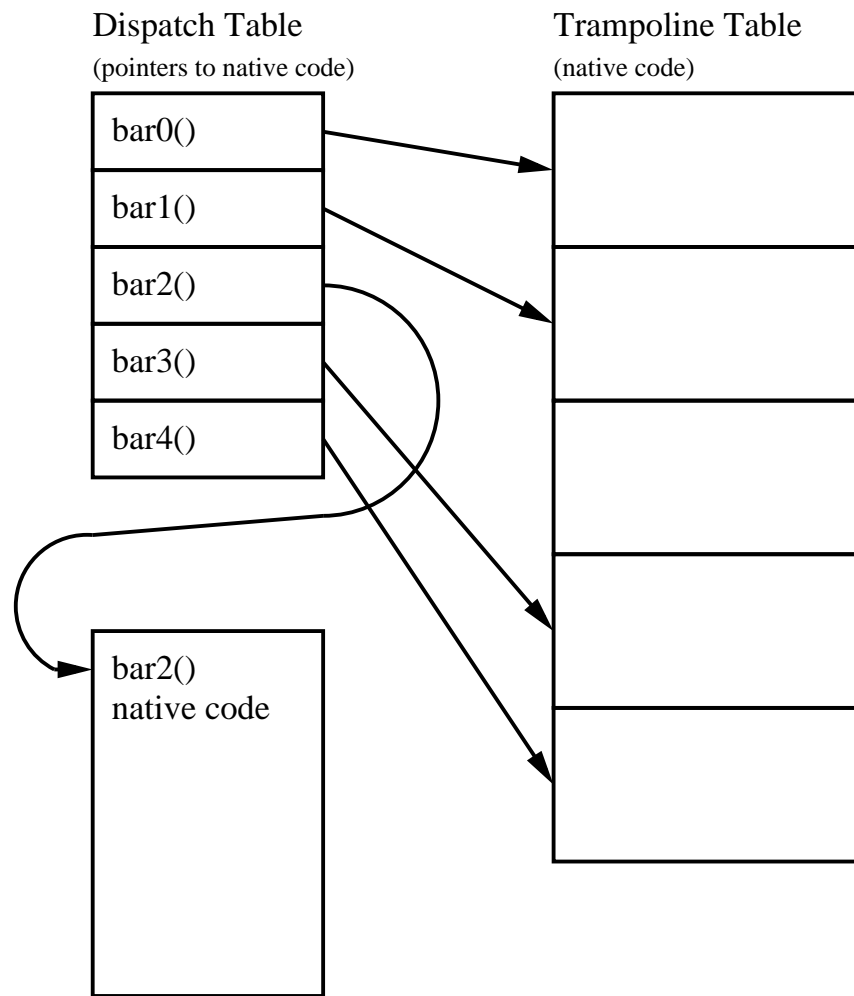 Dispatch Table
(pointers to native code)
Trampoline Table
(native code)
bar0()
bar1()
bar2()
bar3()
bar4()
bar2()
native code